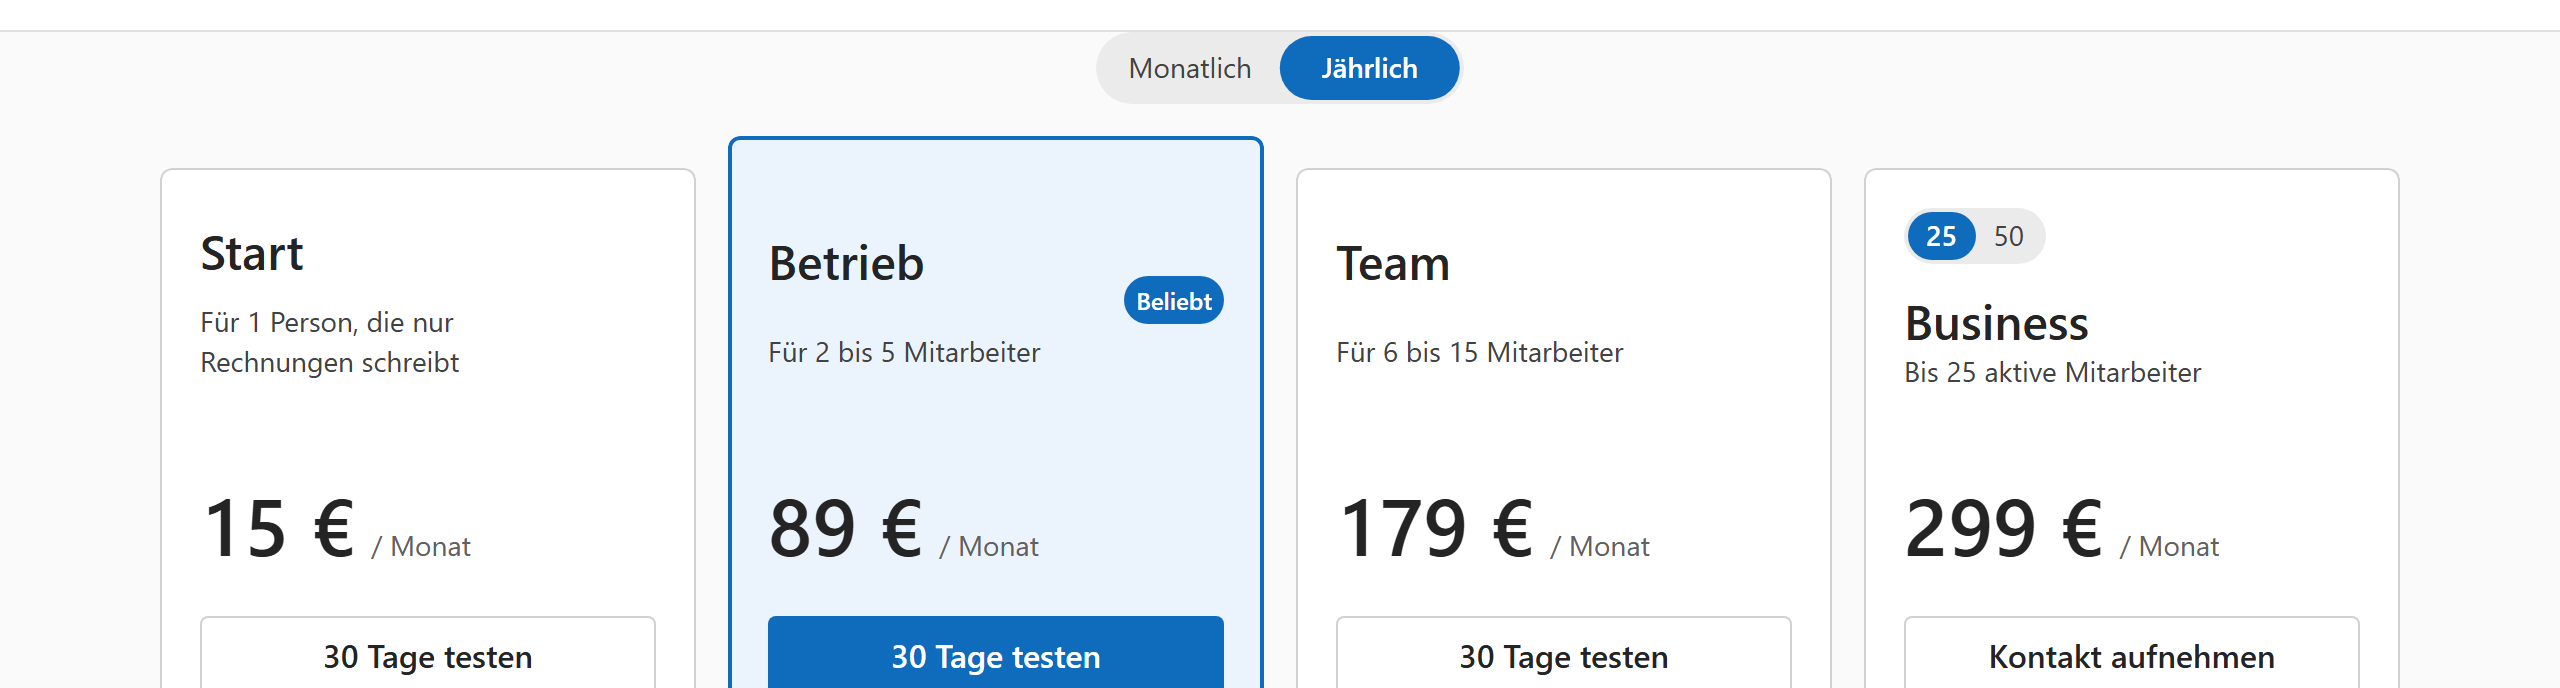 Monatlich Jährlich
Start
Für 1 Person, die nur
Rechnungen schreibt
15 € / Monat
30 Tage testen
Betrieb
Beliebt
Für 2 bis 5 Mitarbeiter
89 € / Monat
30 Tage testen
Team
Für 6 bis 15 Mitarbeiter
179 € / Monat
30 Tage testen
25 50
Business
Bis 25 aktive Mitarbeiter
299 € / Monat
Kontakt aufnehmen